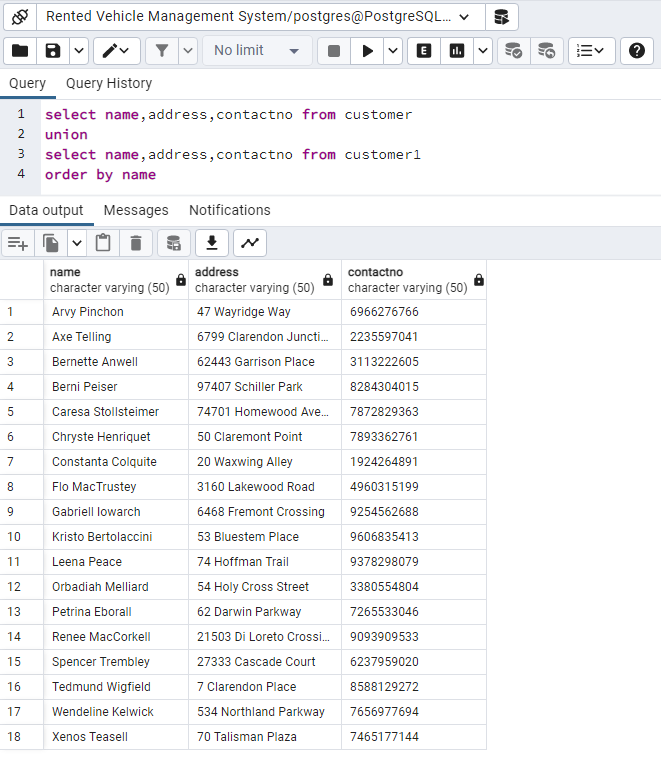 Rented Vehicle Management System/postgres@PostgreSQL...
No limit
E
Query Query History
1 select name,address,contactno from customer
2 union
3 select name,address,contactno from customer1
4 order by name
Data output Messages Notifications
name address contactno
character varying (50) character varying (50) character varying (50)
1 Arvy Pinchon 47 Wayridge Way 6966276766
2 Axe Telling 6799 Clarendon Juncti... 2235597041
3 Bernette Anwell 62443 Garrison Place 3113222605
4 Berni Peiser 97407 Schiller Park 8284304015
5 Caresa Stollsteimer 74701 Homewood Ave... 7872829363
6 Chryste Henriquet 50 Claremont Point 7893362761
7 Constanta Colquite 20 Waxwing Alley 1924264891
8 Flo MacTrustey 3160 Lakewood Road 4960315199
9 Gabriell Iowarch 6468 Fremont Crossing 9254562688
10 Kristo Bertolaccini 53 Bluestem Place 9606835413
11 Leena Peace 74 Hoffman Trail 9378298079
12 Orbadiah Melliard 54 Holy Cross Street 3380554804
13 Petrina Eborall 62 Darwin Parkway 7265533046
14 Renee MacCorkell 21503 Di Loreto Crossi... 9093909533
15 Spencer Trembley 27333 Cascade Court 6237959020
16 Tedmund Wigfield 7 Clarendon Place 8588129272
17 Wendeline Kelwick 534 Northland Parkway 7656977694
18 Xenos Teasell 70 Talisman Plaza 7465177144